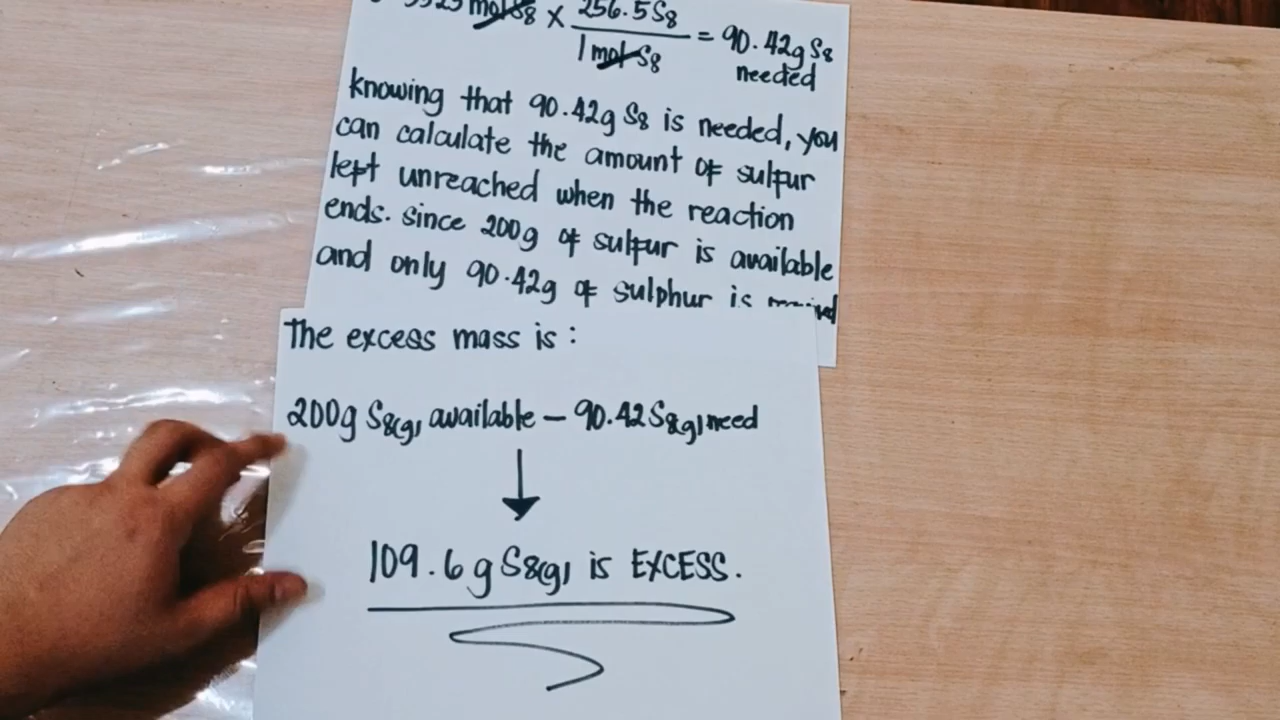 mol S8 × 256.5 S8 / 1 mol S8 = 90.42g S8
needed
knowing that 90.42g S8 is needed, you
can calculate the amount of sulfur
left unreached when the reaction
ends. since 200g of sulfur is available
and only 90.42g of sulphur is
The excess mass is :
200g S8(g) available – 90.42 S8(g) need
↓
109.6 g S8(g) is EXCESS.